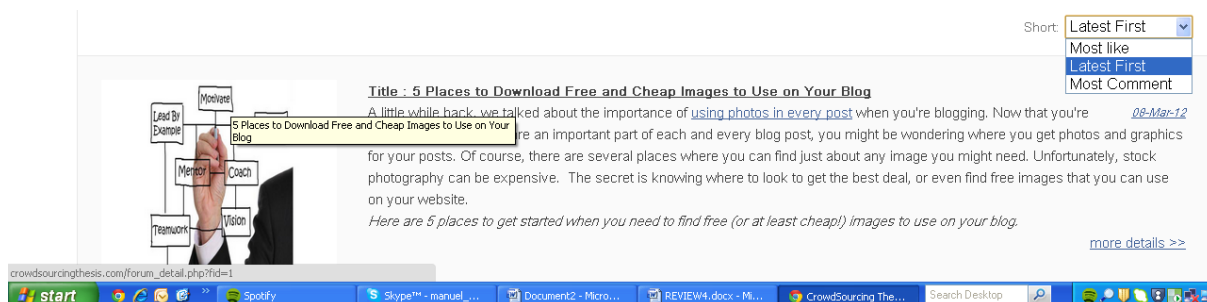 Short: Latest First
Most like
Latest First
Most Comment
Title : 5 Places to Download Free and Cheap Images to Use on Your Blog
A little while back, we talked about the importance of using photos in every post when you're blogging. Now that you're
08-Mar-12
re an important part of each and every blog post, you might be wondering where you get photos and graphics
for your posts. Of course, there are several places where you can find just about any image you might need. Unfortunately, stock
photography can be expensive.  The secret is knowing where to look to get the best deal, or even find free images that you can use
on your website.
Here are 5 places to get started when you need to find free (or at least cheap!) images to use on your blog.
more details >>
Motivate
Lead By
Example
5 Places to Download Free and Cheap Images to Use on Your
Blog
Mentor
Coach
Teamwork
Vision
crowdsourcingthesis.com/forum_detail.php?fid=1
start
Spotify
Skype™ - manuel_...
Document2 - Micro...
REVIEW4.docx - Mi...
CrowdSourcing The...
Search Desktop